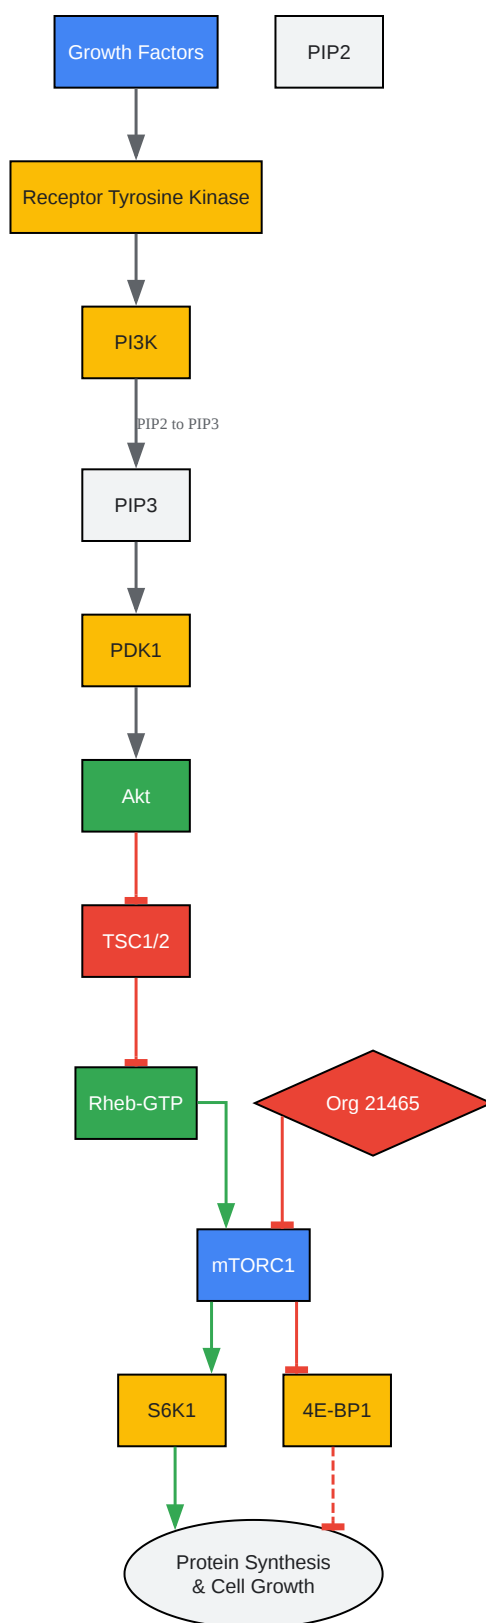 Growth Factors
PIP2
Receptor Tyrosine Kinase
PI3K
PIP2 to PIP3
PIP3
PDK1
Akt
TSC1/2
Rheb-GTP
Org 21465
mTORC1
S6K1
4E-BP1
Protein Synthesis
& Cell Growth